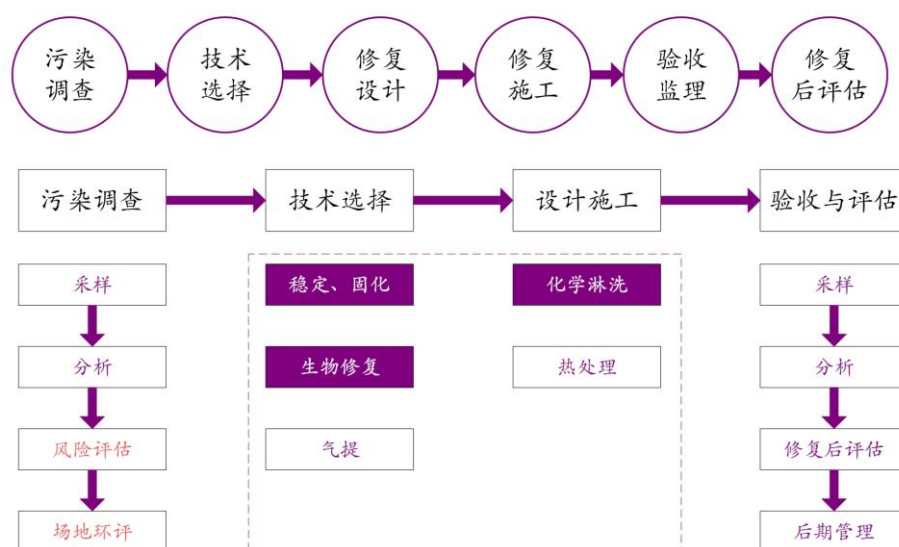 污染
调查
技术
选择
修复
设计
修复
施工
验收
监理
修复
后评估
污染调查
技术选择
设计施工
验收与评估
采样
稳定、固化
化学淋洗
采样
分析
生物修复
热处理
分析
风险评估
气提
修复后评估
场地环评
后期管理